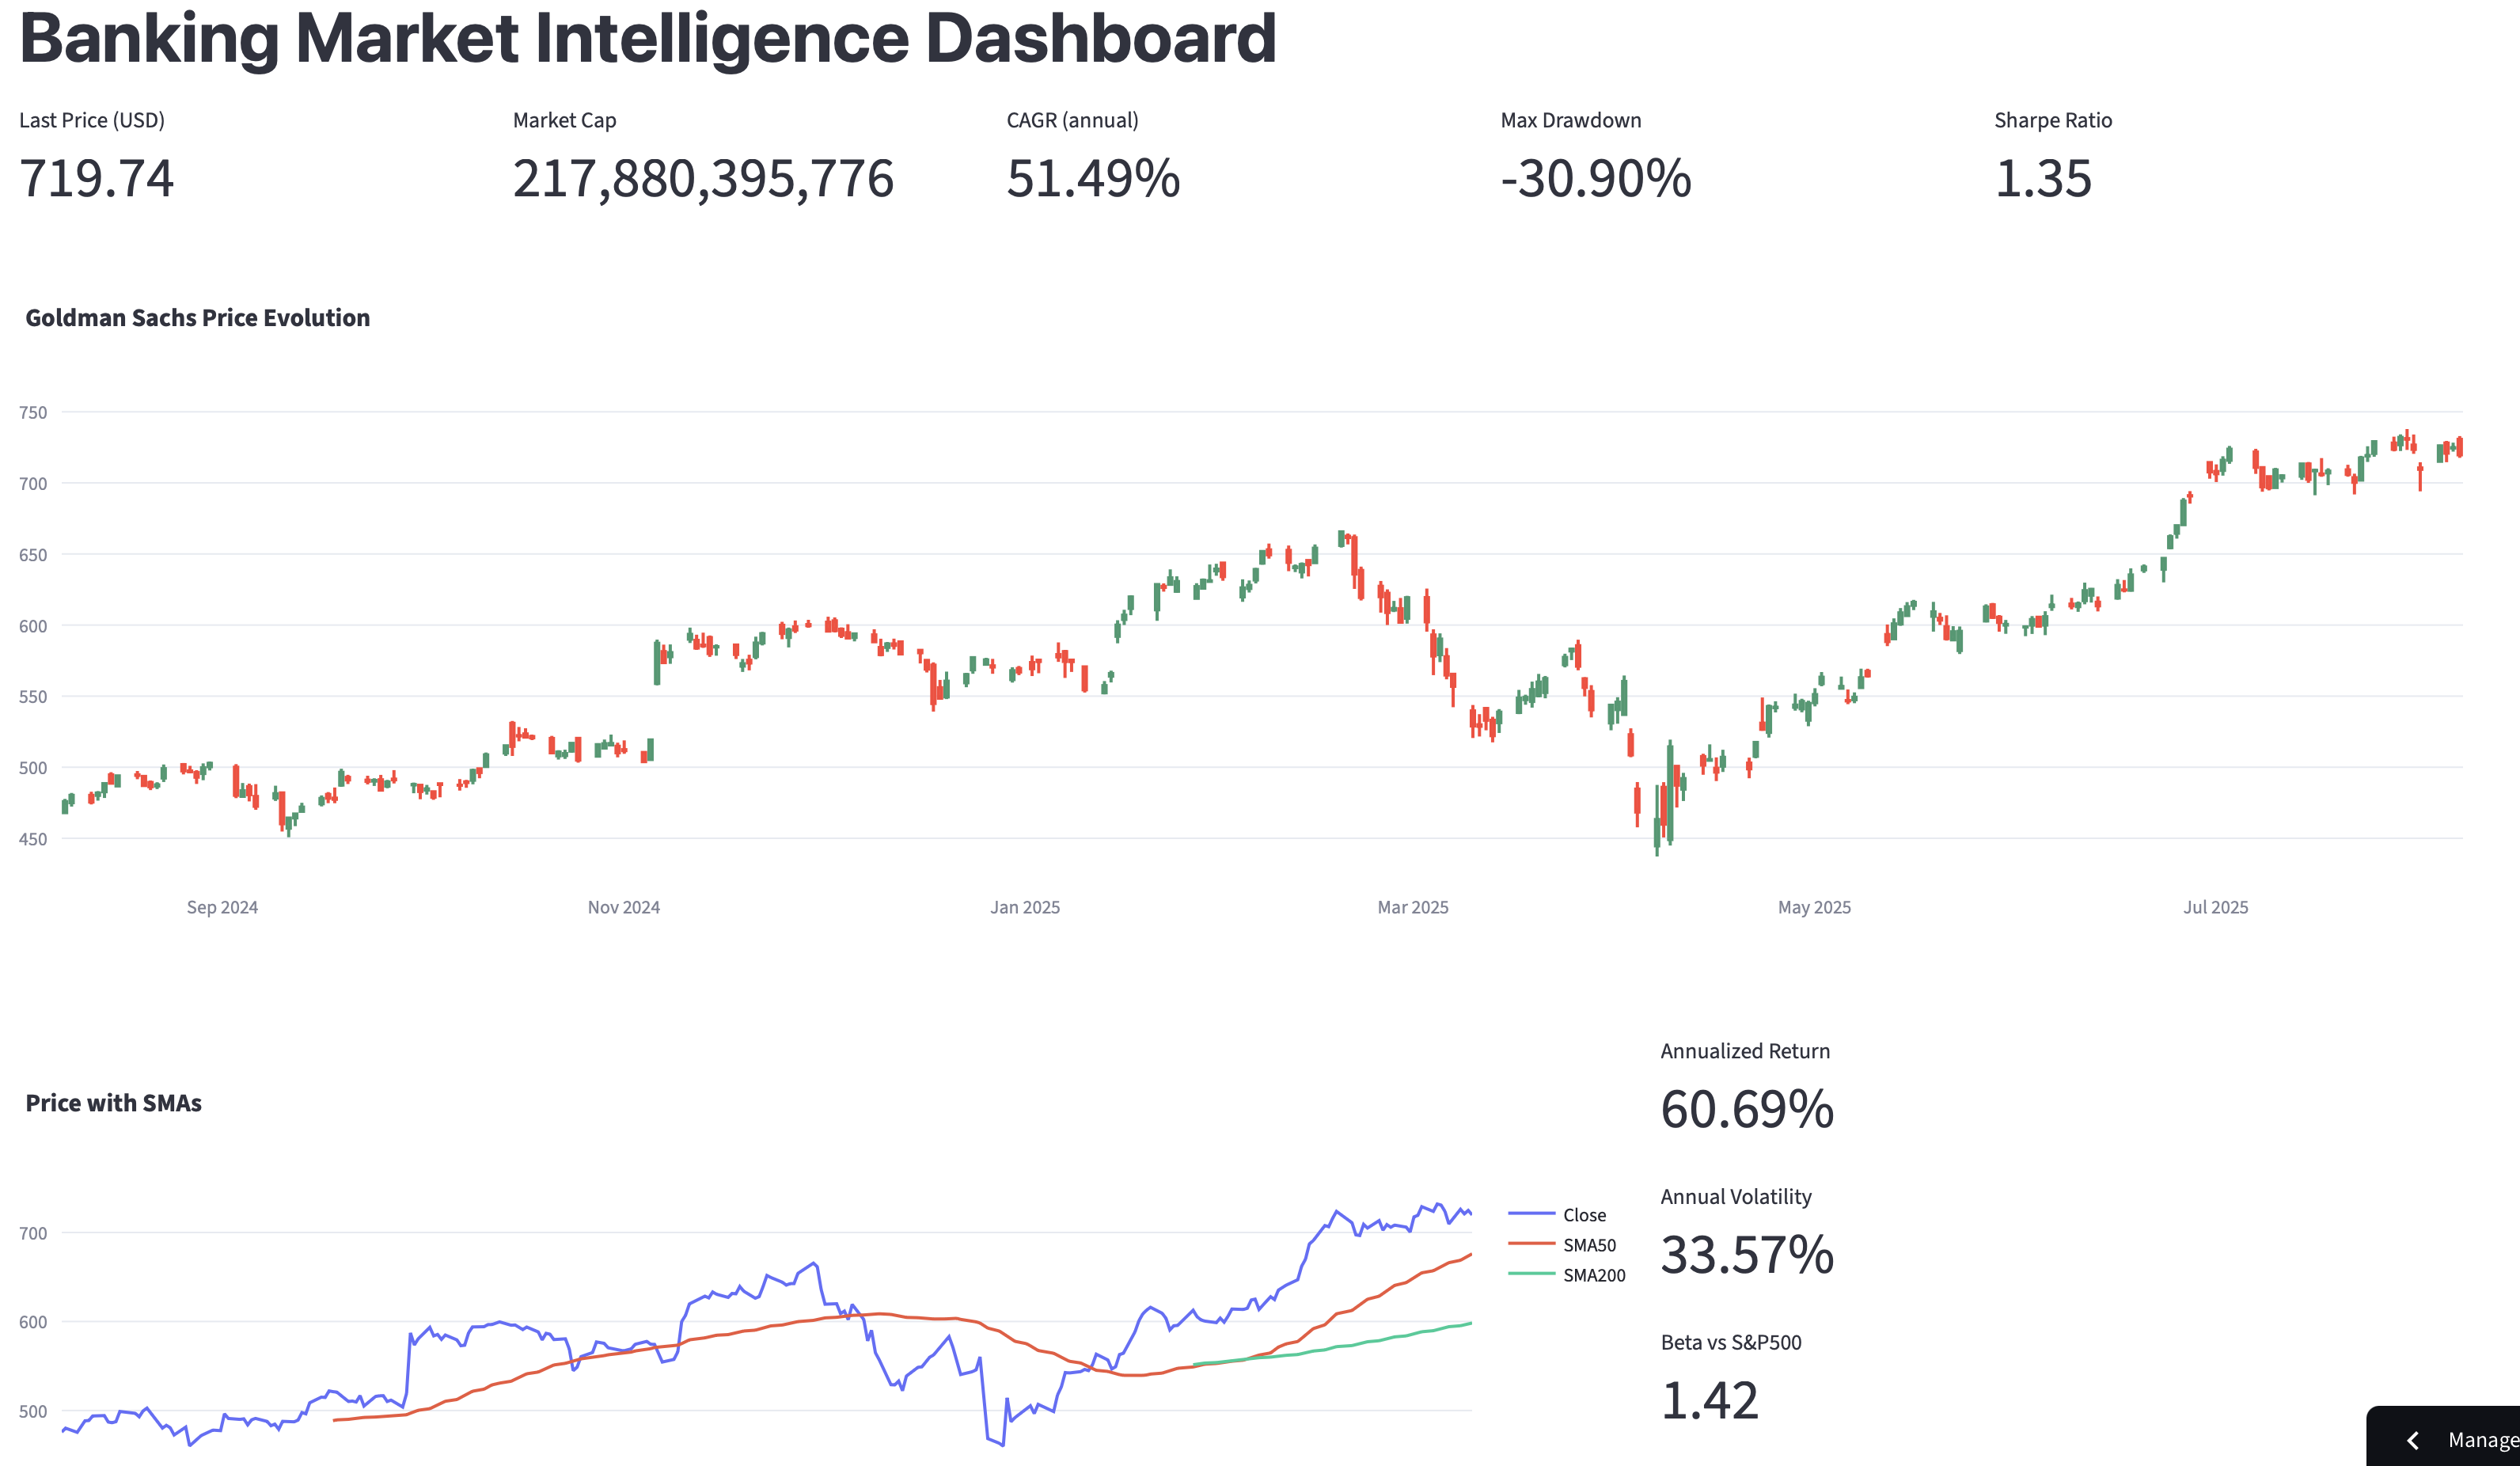 Banking Market Intelligence Dashboard
Last Price (USD)
719.74
Market Cap
217,880,395,776
CAGR (annual)
51.49%
Max Drawdown
-30.90%
Sharpe Ratio
1.35
Goldman Sachs Price Evolution
750
700
650
600
550
500
450
Sep 2024
Nov 2024
Jan 2025
Mar 2025
May 2025
Jul 2025
Price with SMAs
700
600
500
Close
SMA50
SMA200
Annualized Return
60.69%
Annual Volatility
33.57%
Beta vs S&P500
1.42
Manage